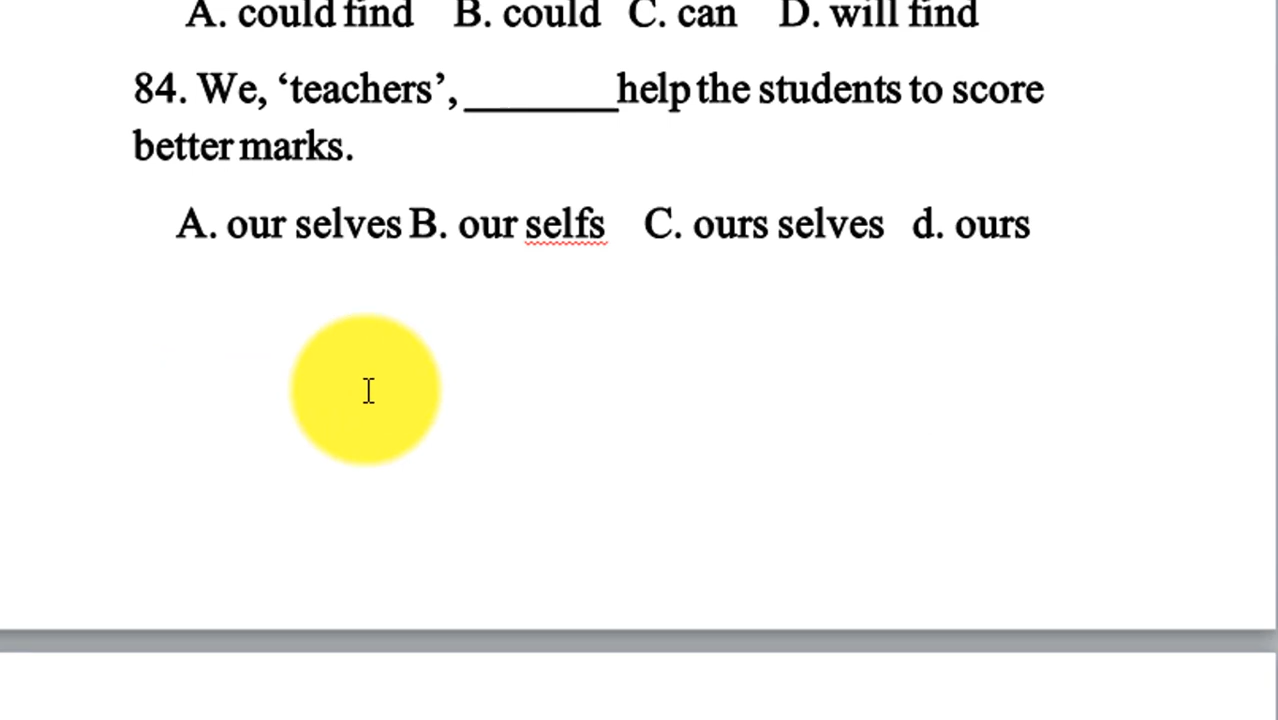 A. could find B. could C. can D. will find
84. We, ‘teachers’,_______help the students to score
better marks.
A. our selves B. our selfs C. ours selves d. ours